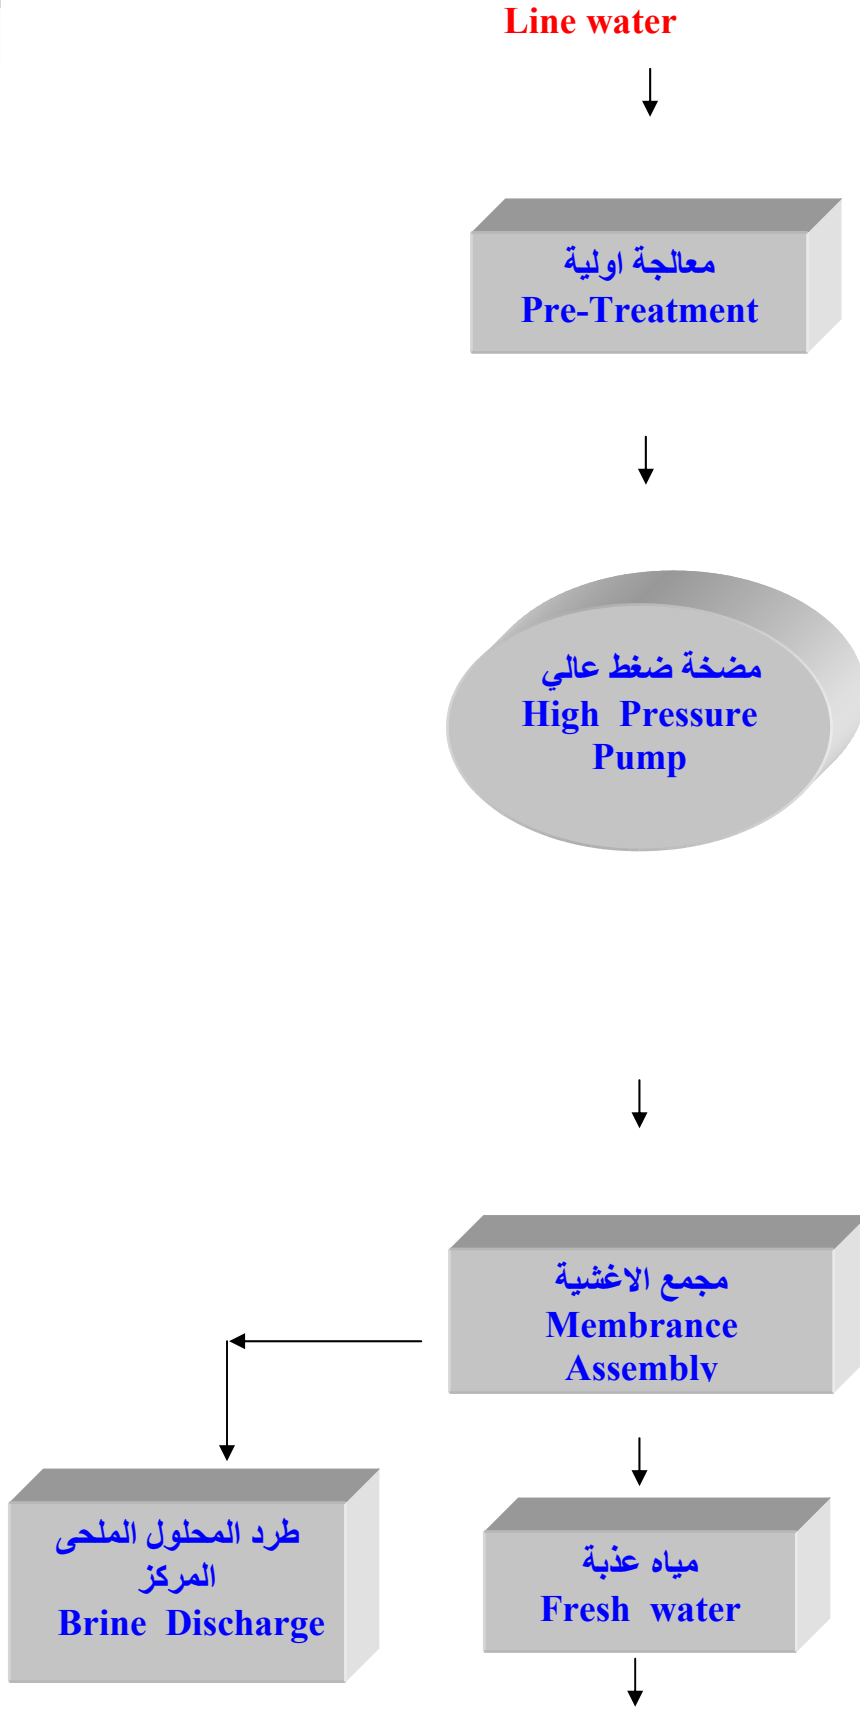 Line water
معالجة اولية
Pre-Treatment
مضخة ضغط عالي
High Pressure
Pump
مجمع الاغشية
Membrance
Assembly
طرد المحلول الملحى
المركز
Brine Discharge
مياه عذبة
Fresh water